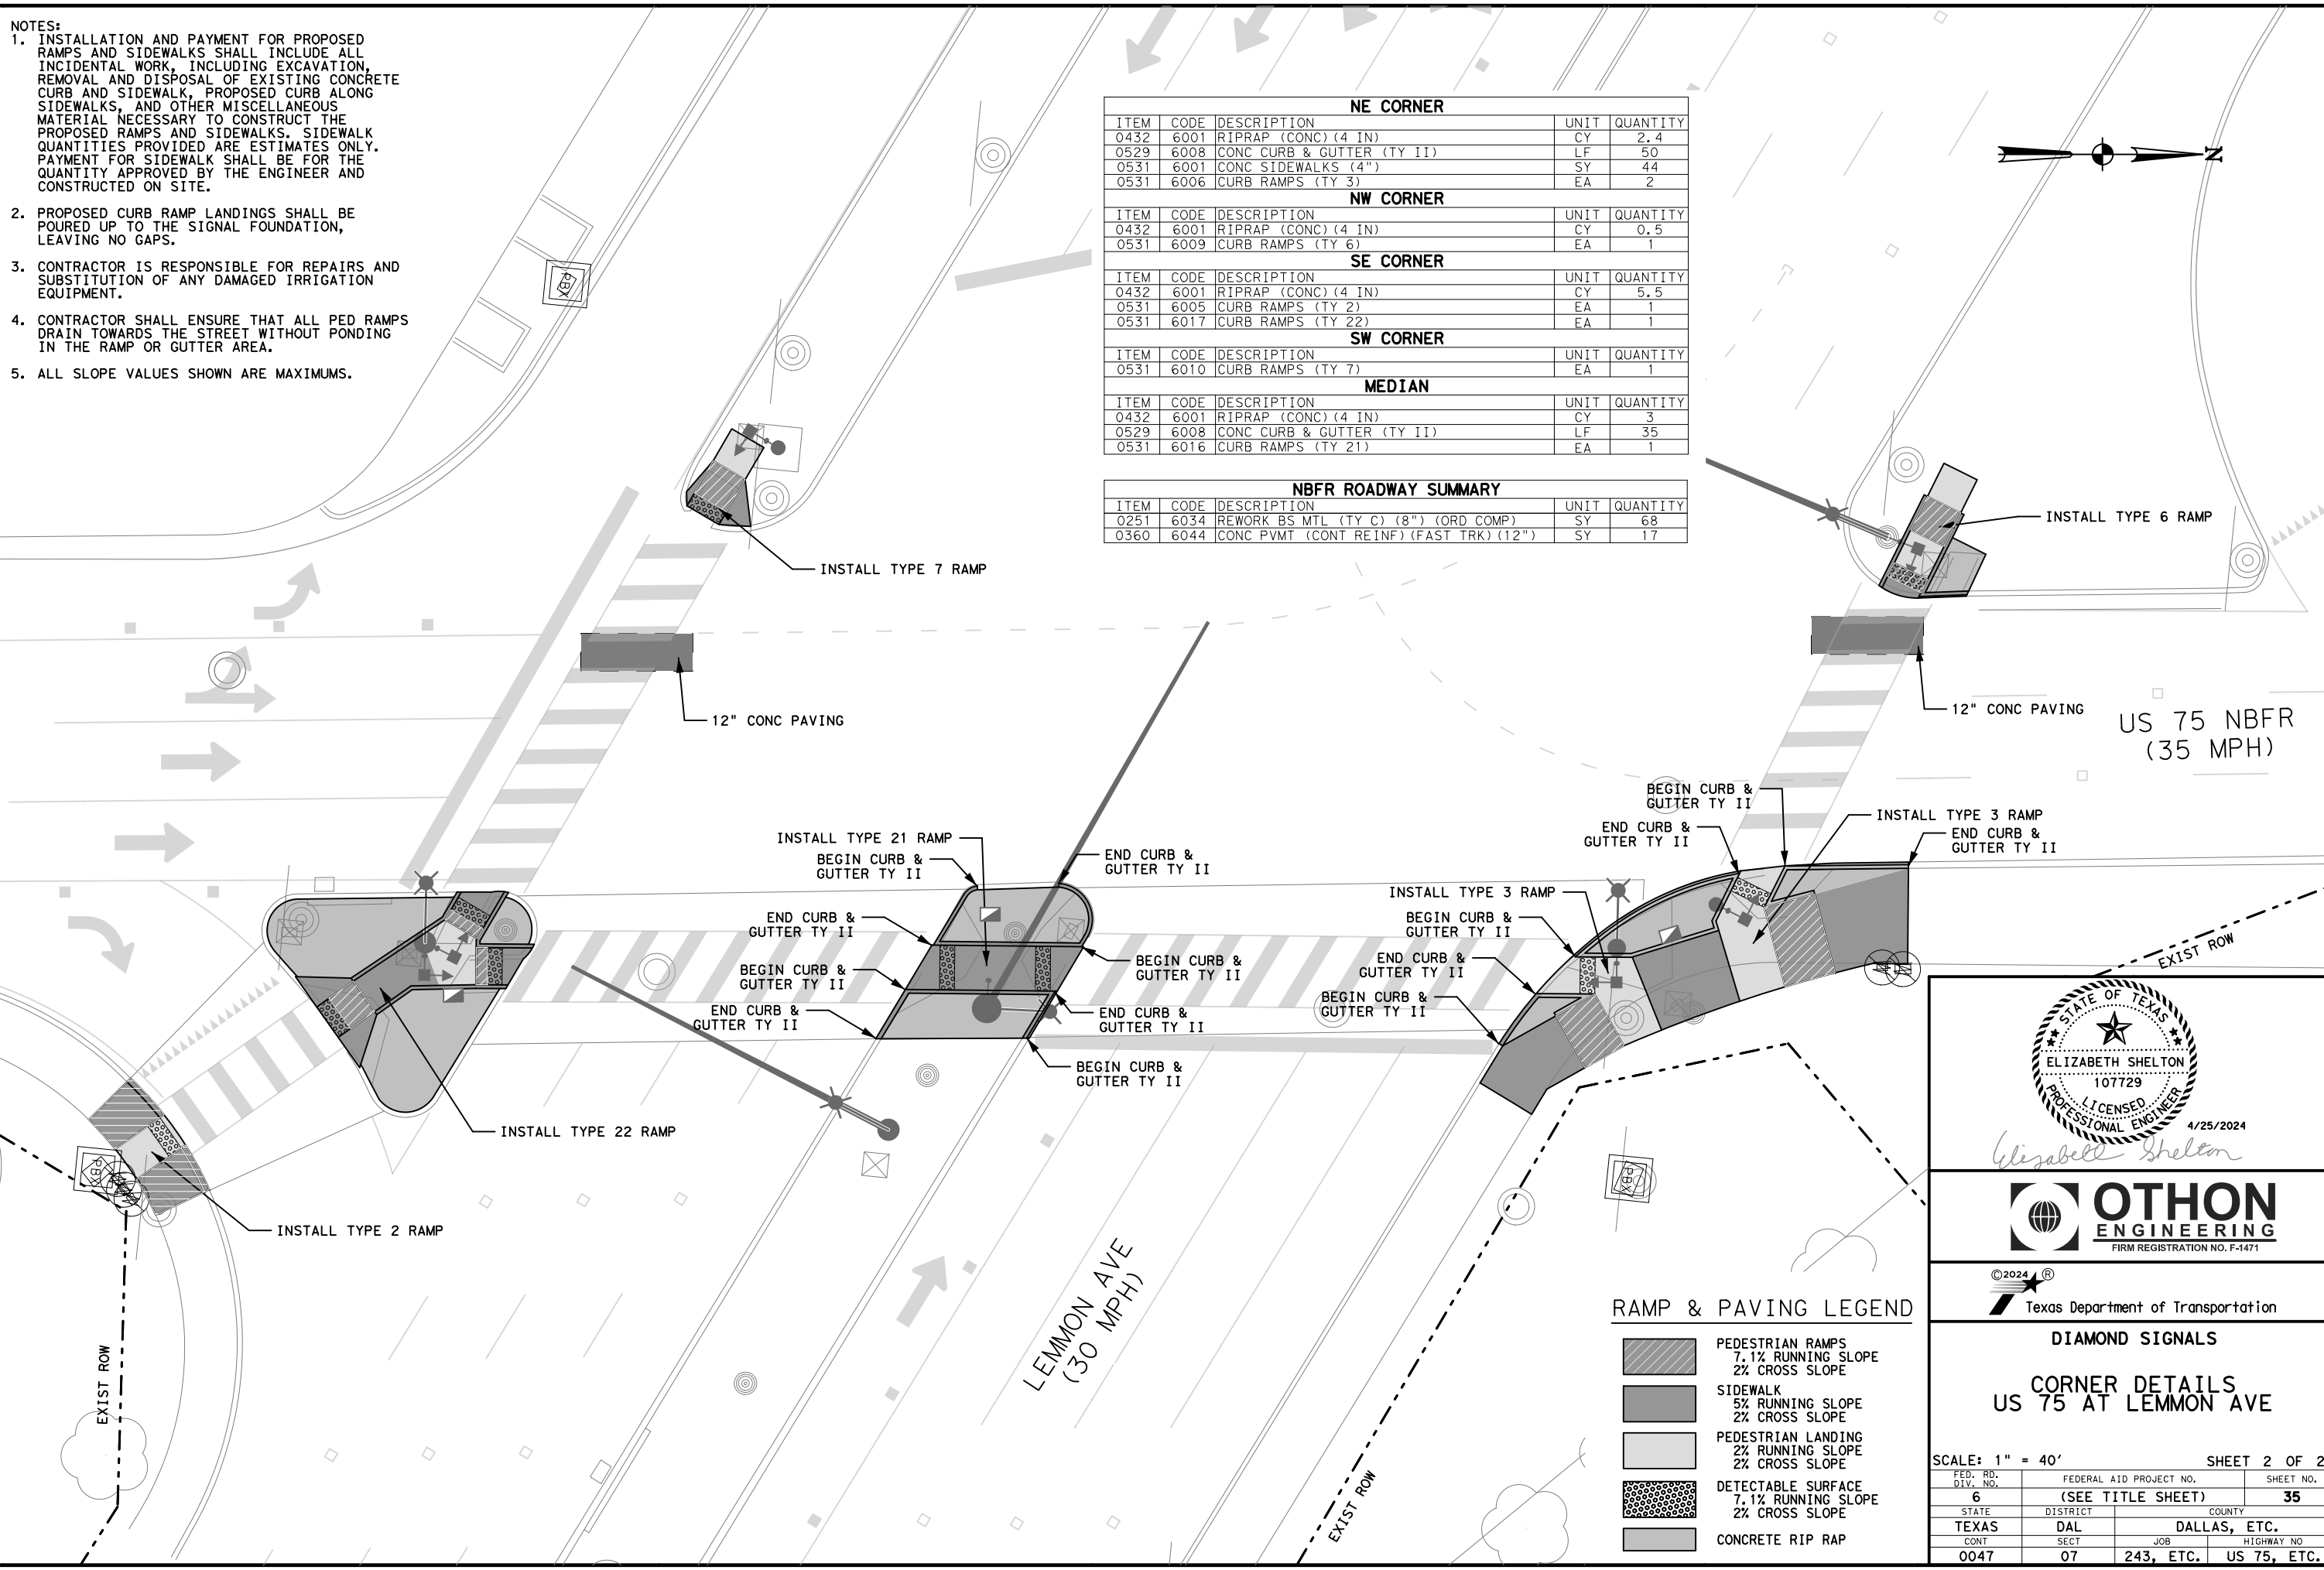 NOTES:
1. INSTALLATION AND PAYMENT FOR PROPOSED
RAMPS AND SIDEWALKS SHALL INCLUDE ALL
INCIDENTAL WORK, INCLUDING EXCAVATION,
REMOVAL AND DISPOSAL OF EXISTING CONCRETE
CURB AND SIDEWALK, PROPOSED CURB ALONG
SIDEWALKS, AND OTHER MISCELLANEOUS
MATERIAL NECESSARY TO CONSTRUCT THE
PROPOSED RAMPS AND SIDEWALKS. SIDEWALK
QUANTITIES PROVIDED ARE ESTIMATES ONLY.
PAYMENT FOR SIDEWALK SHALL BE FOR THE
QUANTITY APPROVED BY THE ENGINEER AND
CONSTRUCTED ON SITE.
2. PROPOSED CURB RAMP LANDINGS SHALL BE
POURED UP TO THE SIGNAL FOUNDATION,
LEAVING NO GAPS.
3. CONTRACTOR IS RESPONSIBLE FOR REPAIRS AND
SUBSTITUTION OF ANY DAMAGED IRRIGATION
EQUIPMENT.
4. CONTRACTOR SHALL ENSURE THAT ALL PED RAMPS
DRAIN TOWARDS THE STREET WITHOUT PONDING
IN THE RAMP OR GUTTER AREA.
5. ALL SLOPE VALUES SHOWN ARE MAXIMUMS.
NE CORNER
ITEM CODE DESCRIPTION UNIT QUANTITY
0432 6001 RIPRAP (CONC)(4 IN) CY 2.4
0529 6008 CONC CURB & GUTTER (TY II) LF 50
0531 6001 CONC SIDEWALKS (4") SY 44
0531 6006 CURB RAMPS (TY 3) EA 2
NW CORNER
ITEM CODE DESCRIPTION UNIT QUANTITY
0432 6001 RIPRAP (CONC)(4 IN) CY 0.5
0531 6009 CURB RAMPS (TY 6) EA 1
SE CORNER
ITEM CODE DESCRIPTION UNIT QUANTITY
0432 6001 RIPRAP (CONC)(4 IN) CY 5.5
0531 6005 CURB RAMPS (TY 2) EA 1
0531 6017 CURB RAMPS (TY 22) EA 1
SW CORNER
ITEM CODE DESCRIPTION UNIT QUANTITY
0531 6010 CURB RAMPS (TY 7) EA 1
MEDIAN
ITEM CODE DESCRIPTION UNIT QUANTITY
0432 6001 RIPRAP (CONC)(4 IN) CY 3
0529 6008 CONC CURB & GUTTER (TY II) LF 35
0531 6016 CURB RAMPS (TY 21) EA 1
NBFR ROADWAY SUMMARY
ITEM CODE DESCRIPTION UNIT QUANTITY
0251 6034 REWORK BS MTL (TY C) (8") (ORD COMP) SY 68
0360 6044 CONC PVMT (CONT REINF)(FAST TRK)(12") SY 17
N
PBX
INSTALL TYPE 6 RAMP
INSTALL TYPE 7 RAMP
12" CONC PAVING
12" CONC PAVING
US 75 NBFR
(35 MPH)
BEGIN CURB &
GUTTER TY II
INSTALL TYPE 3 RAMP
END CURB &
GUTTER TY II
END CURB &
GUTTER TY II
INSTALL TYPE 21 RAMP
BEGIN CURB &
GUTTER TY II
END CURB &
GUTTER TY II
INSTALL TYPE 3 RAMP
END CURB &
GUTTER TY II
BEGIN CURB &
GUTTER TY II
BEGIN CURB &
GUTTER TY II
BEGIN CURB &
GUTTER TY II
END CURB &
GUTTER TY II
END CURB &
GUTTER TY II
END CURB &
GUTTER TY II
BEGIN CURB &
GUTTER TY II
BEGIN CURB &
GUTTER TY II
EXIST ROW
INSTALL TYPE 22 RAMP
PBX
INSTALL TYPE 2 RAMP
EXIST ROW
LEMMON AVE
(30 MPH)
PBX
EXIST ROW
RAMP & PAVING LEGEND
PEDESTRIAN RAMPS
7.1% RUNNING SLOPE
2% CROSS SLOPE
SIDEWALK
5% RUNNING SLOPE
2% CROSS SLOPE
PEDESTRIAN LANDING
2% RUNNING SLOPE
2% CROSS SLOPE
DETECTABLE SURFACE
7.1% RUNNING SLOPE
2% CROSS SLOPE
CONCRETE RIP RAP
STATE OF TEXAS
ELIZABETH SHELTON
107729
LICENSED
PROFESSIONAL ENGINEER
4/25/2024
Elizabeth Shelton
OTHON
ENGINEERING
FIRM REGISTRATION NO. F-1471
©2024 ®
Texas Department of Transportation
DIAMOND SIGNALS
CORNER DETAILS
US 75 AT LEMMON AVE
SCALE: 1" = 40' SHEET 2 OF 2
FED. RD.
DIV. NO. FEDERAL AID PROJECT NO. SHEET NO.
6 (SEE TITLE SHEET) 35
STATE DISTRICT COUNTY
TEXAS DAL DALLAS, ETC.
CONT SECT JOB HIGHWAY NO
0047 07 243, ETC. US 75, ETC.